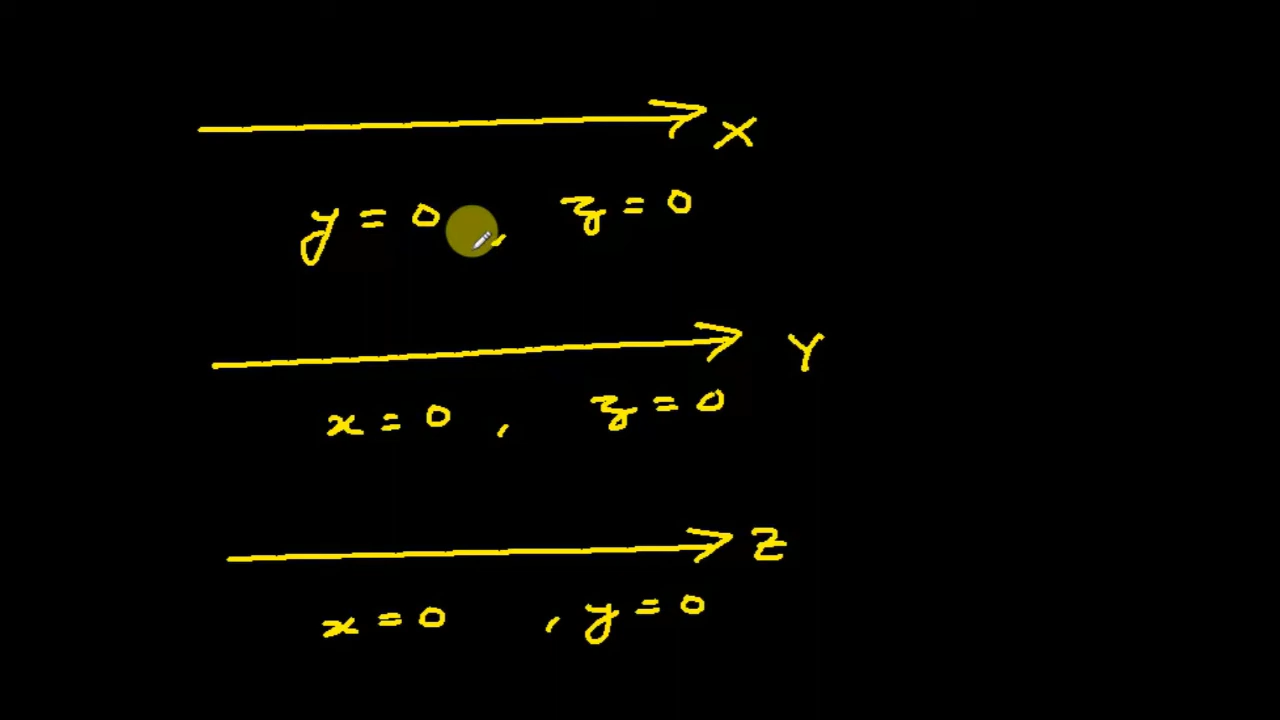 X
y = 0 , z = 0
Y
x = 0 , z = 0
Z
x = 0 , y = 0